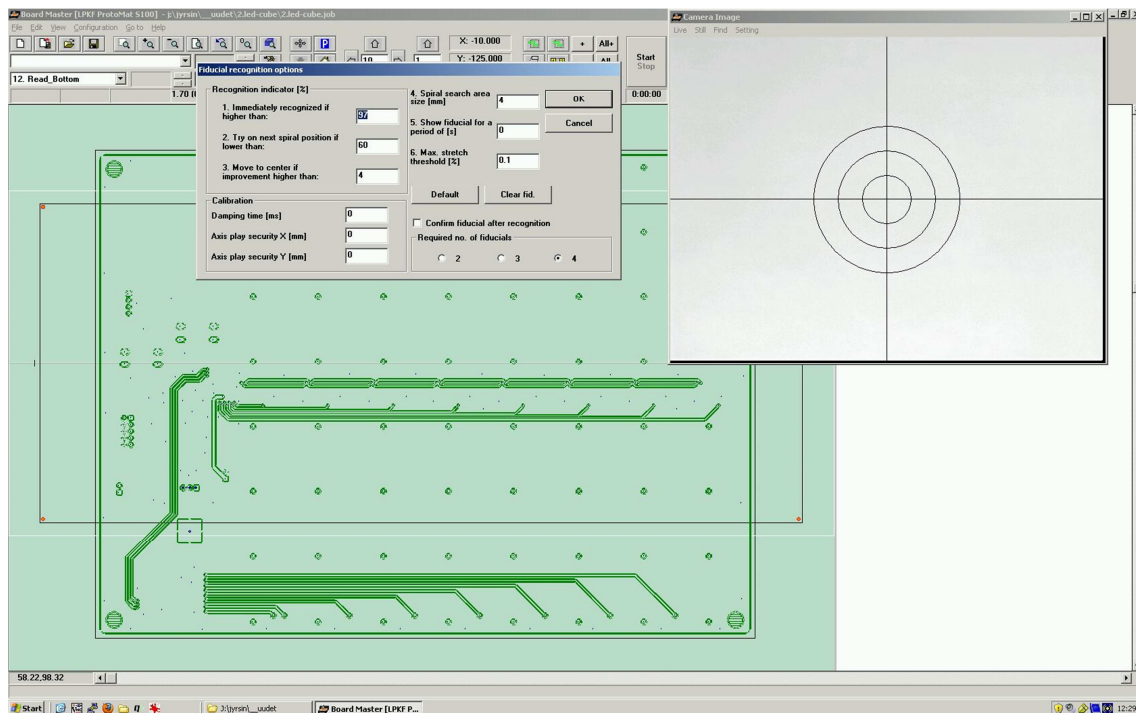 Board Master [LPKF ProtoMat S100] - j:\jyrsin\__uudet\2.led-cube\2.led-cube.job
File Edit View Configuration Go to Help
X: -10.000
Y: -125.000
All+
Start
Stop
12. Read_Bottom
0:00:00
Fiducial recognition options
Recognition indicator [%]
1. Immediately recognized if
higher than:
97
2. Try on next spiral position if
lower than:
60
3. Move to center if
improvement higher than:
4
Calibration
Damping time [ms]
0
Axis play security X [mm]
0
Axis play security Y [mm]
0
4. Spiral search area
size [mm]
4
5. Show fiducial for a
period of [s]
0
6. Max. stretch
threshold [%]
0.1
OK
Cancel
Default
Clear fid.
Confirm fiducial after recognition
Required no. of fiducials
2 3 4
Camera Image
Live Still Find Setting
58.22,98.32
Start
J:\jyrsin\__uudet
Board Master [LPKF P...
12:29